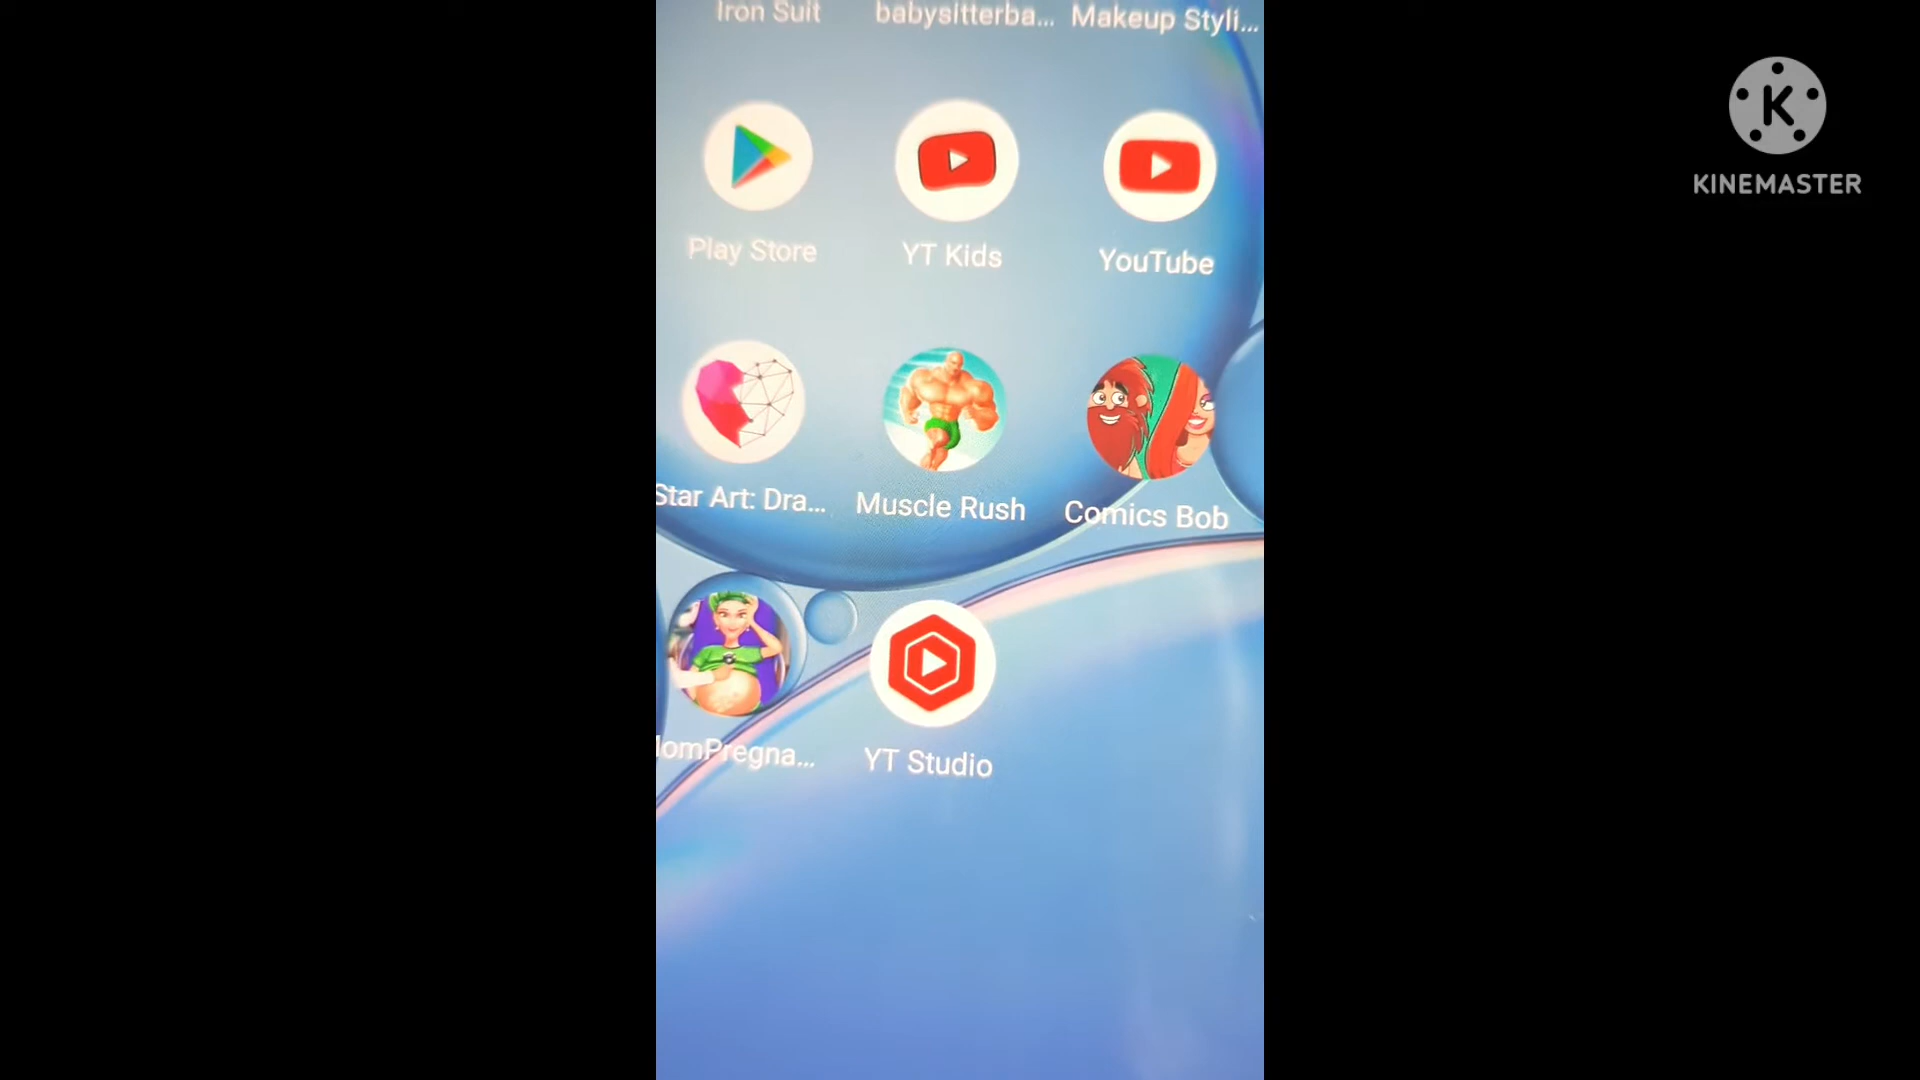 Iron Suit babysitterba... Makeup Styli...
K
KINEMASTER
Play Store YT Kids YouTube
Star Art: Dra... Muscle Rush Comics Bob
omPregna... YT Studio